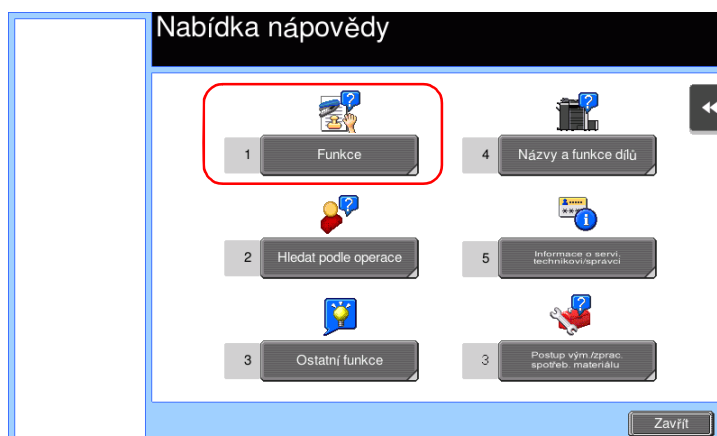 Nabídka nápovědy
1 Funkce
4 Názvy a funkce dílů
2 Hledat podle operace
5 Informace o servi.
technikovi/správci
3 Ostatní funkce
3 Postup vým./zprac.
spotřeb. materiálu
Zavřít